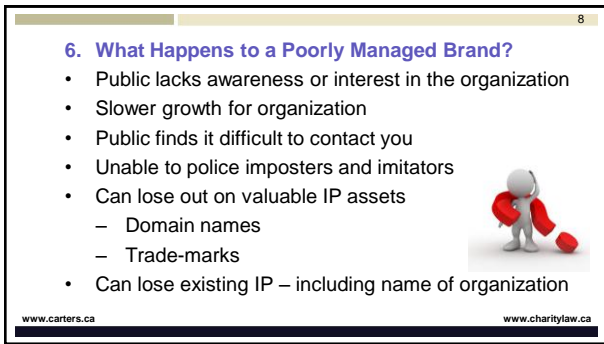 8
6. What Happens to a Poorly Managed Brand?
• Public lacks awareness or interest in the organization
• Slower growth for organization
• Public finds it difficult to contact you
• Unable to police imposters and imitators
• Can lose out on valuable IP assets
– Domain names
– Trade-marks
• Can lose existing IP – including name of organization
www.carters.ca www.charitylaw.ca